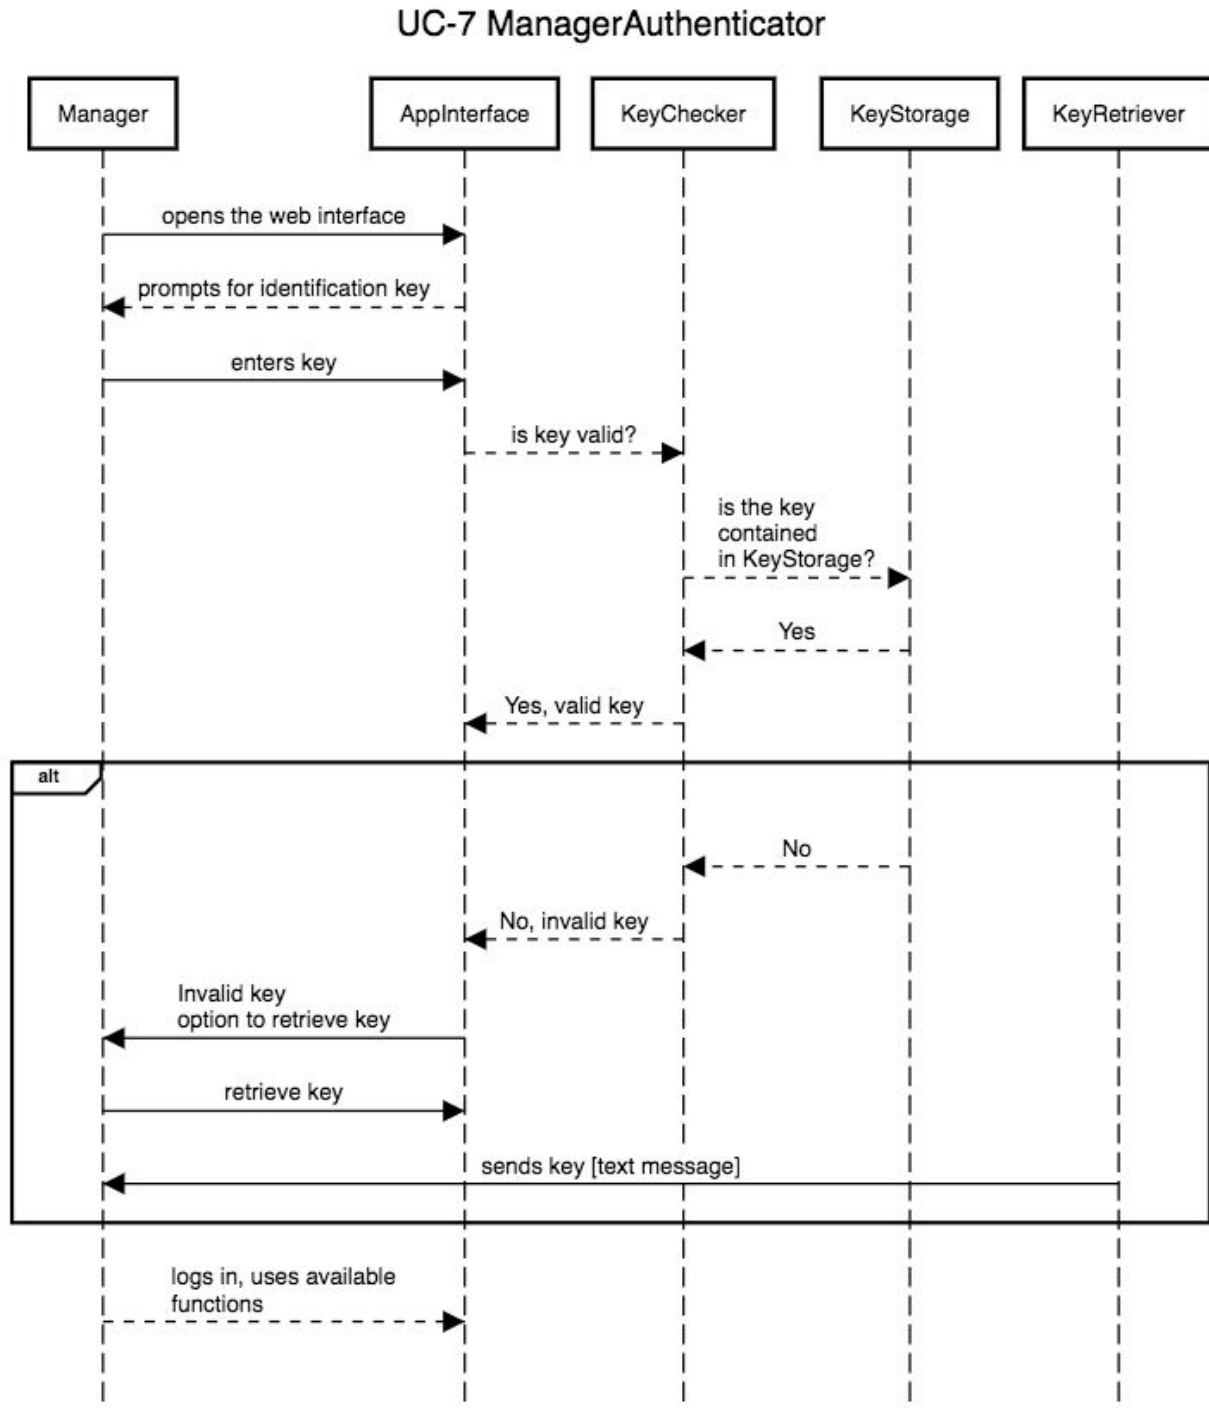 UC-7 ManagerAuthenticator
Manager
AppInterface
KeyChecker
KeyStorage
KeyRetriever
opens the web interface
prompts for identification key
enters key
is key valid?
is the key
contained
in KeyStorage?
Yes
Yes, valid key
alt
No
No, invalid key
Invalid key
option to retrieve key
retrieve key
sends key [text message]
logs in, uses available
functions